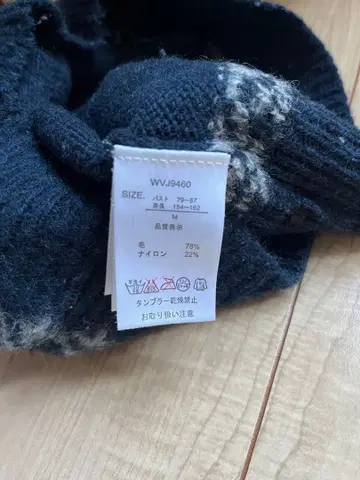 WVJ9460
SIZE. バスト 79-87
身長 154-162
M
品質表示
毛 78%
ナイロン 22%
タンブラー乾燥禁止
お取り扱い注意